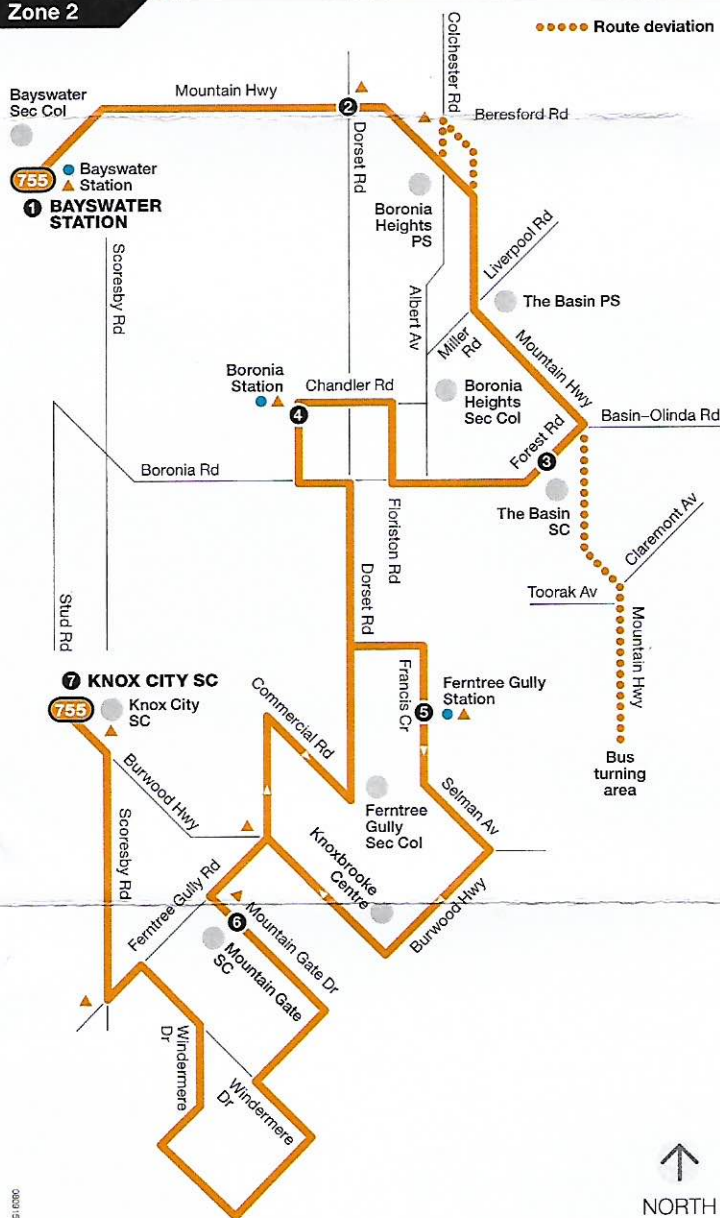 Zone 2
Route deviation
Colchester Rd
Bayswater
Sec Col
Mountain Hwy
2
Beresford Rd
Dorset Rd
755
Bayswater
Station
1 BAYSWATER
STATION
Boronia
Heights
PS
Scoresby Rd
Liverpool Rd
Albert Av
The Basin PS
Miller
Rd
Mountain Hwy
Boronia
Station
Chandler Rd
4
Boronia
Heights
Sec Col
Basin–Olinda Rd
Forest Rd
3
Boronia Rd
The Basin
SC
Floriston Rd
Claremont Av
Dorset Rd
Stud Rd
Toorak Av
Mountain Hwy
7 KNOX CITY SC
755
Knox City
SC
Commercial Rd
Francis Cr
5
Ferntree Gully
Station
Bus
turning
area
Burwood Hwy
Selman Av
Ferntree
Gully
Sec Col
Scoresby Rd
Knoxbrooke
Centre
Ferntree Gully Rd
Burwood Hwy
6
Mountain Gate Dr
Mountain Gate
SC
Windermere
Dr
Windermere
Dr
NORTH
080915